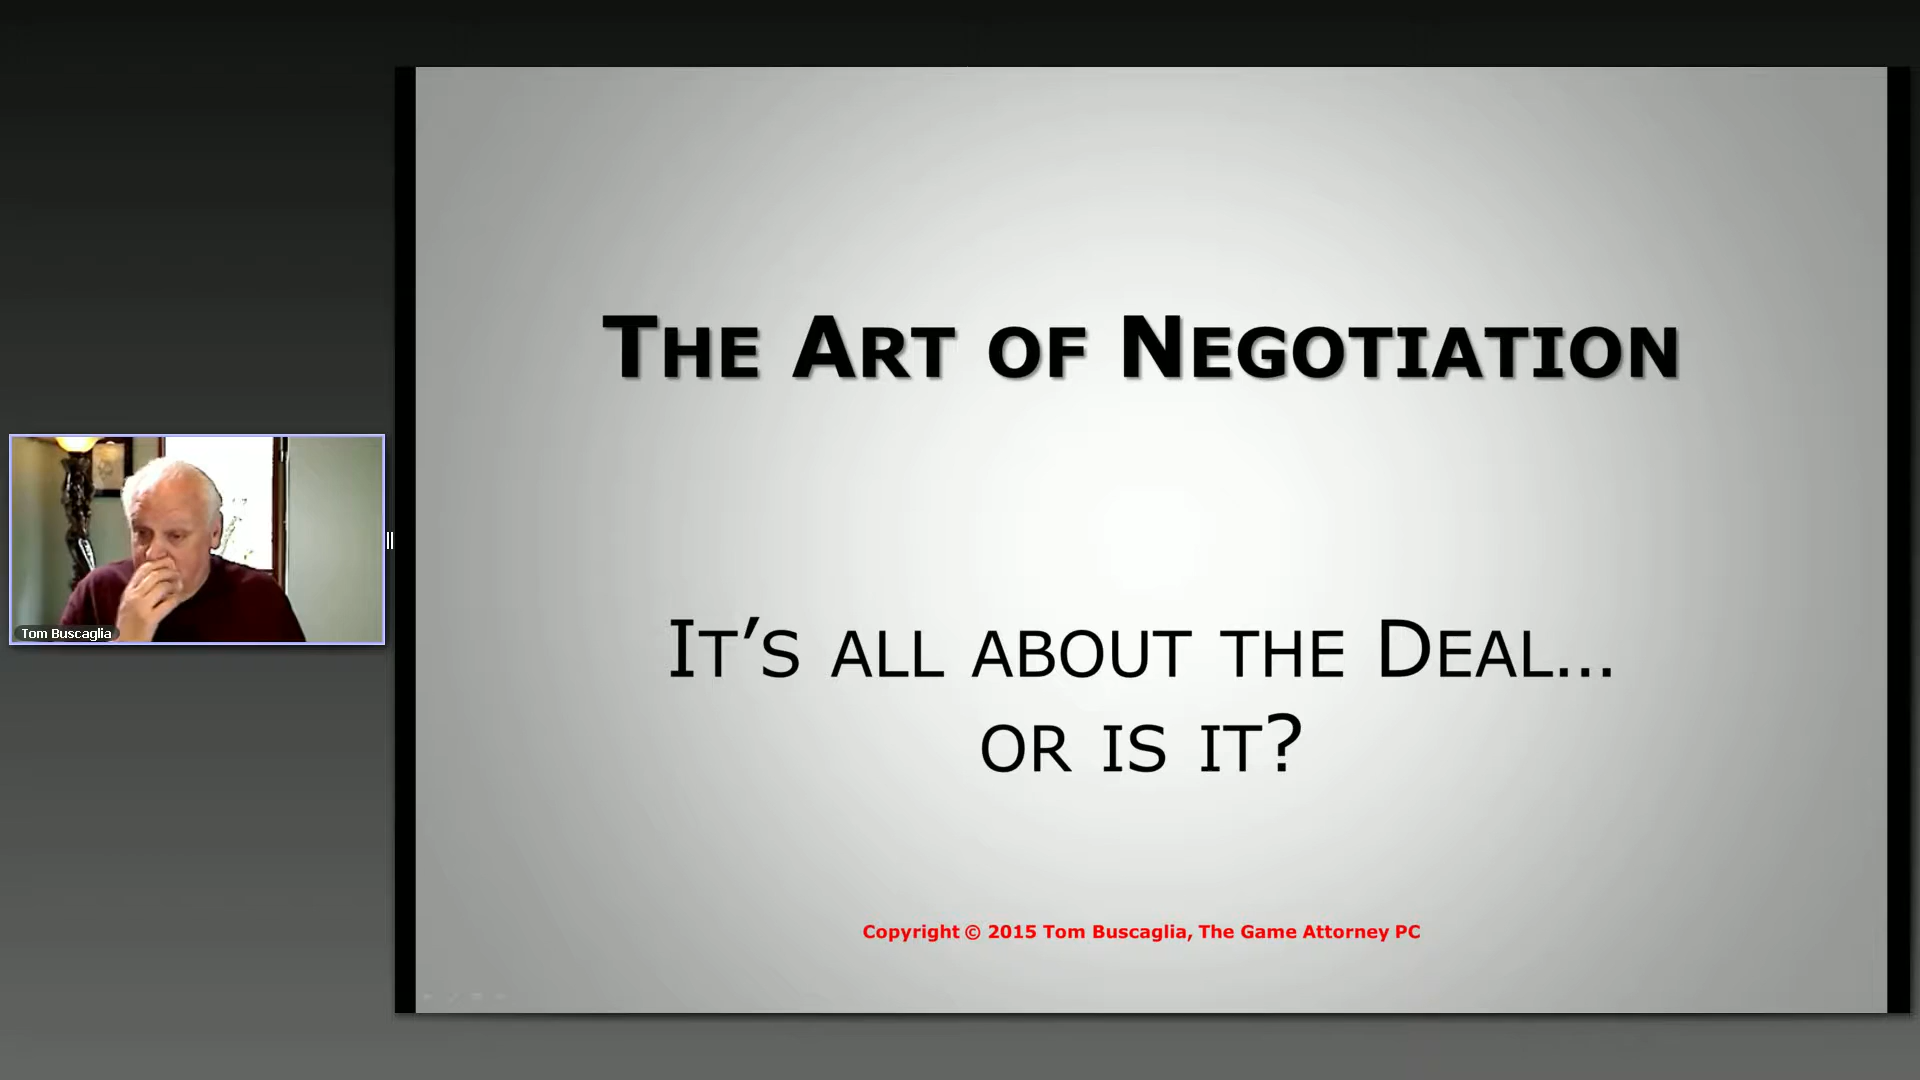 The Art of Negotiation
It’s all about the Deal…
or is it?
Copyright © 2015 Tom Buscaglia, The Game Attorney PC
Tom Buscaglia